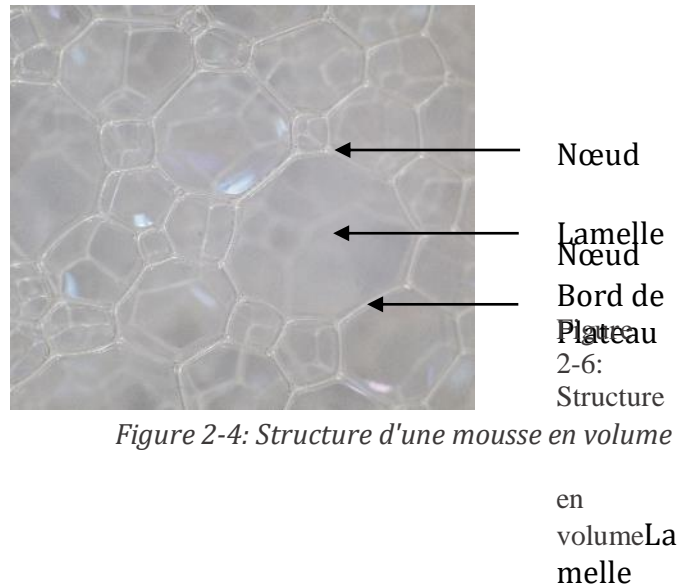 Nœud
Lamelle
Nœud
Bord de
Plateau
Figure
2-6:
Structure
Figure 2-4: Structure d'une mousse en volume
en
volumeLa
melle